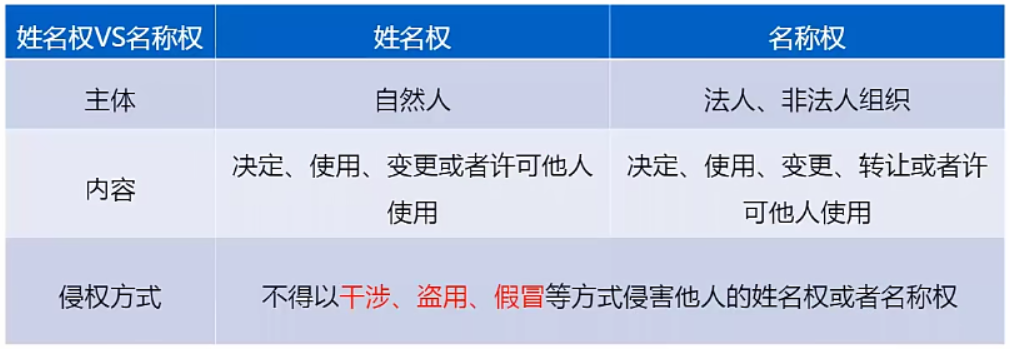 姓名权VS名称权 姓名权 名称权
主体 自然人 法人、非法人组织
内容 决定、使用、变更或者许可他人使用 决定、使用、变更、转让或者许可他人使用
侵权方式 不得以干涉、盗用、假冒等方式侵害他人的姓名权或者名称权